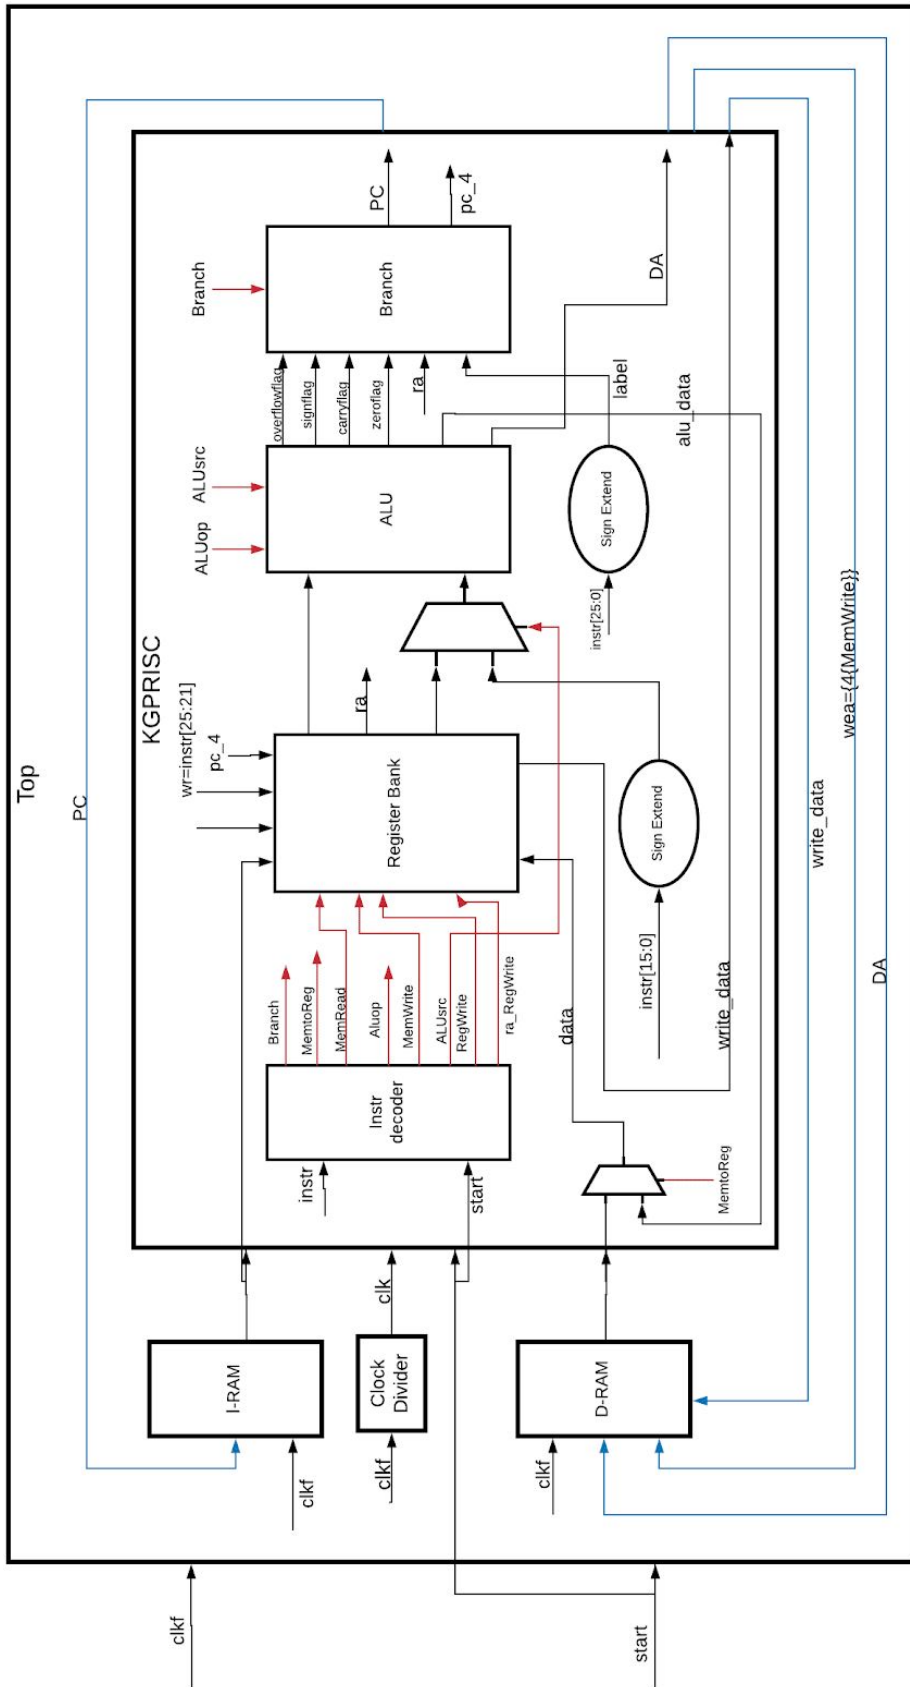 Top
KGPRISC
PC
clkf
start
clkf
I-RAM
clkf
Clock
Divider
clk
clkf
D-RAM
instr
start
Instr
decoder
Branch
MemtoReg
MemRead
Aluop
MemWrite
ALUsrc
RegWrite
ra_RegWrite
MemtoReg
data
wr=instr[25:21]
pc_4
Register Bank
ra
instr[15:0]
Sign Extend
write_data
ALUop
ALUsrc
ALU
overflowflag
signflag
carryflag
zeroflag
ra
instr[25:0]
Sign Extend
label
alu_data
Branch
Branch
PC
pc_4
DA
write_data
wea={4{MemWrite}}
DA